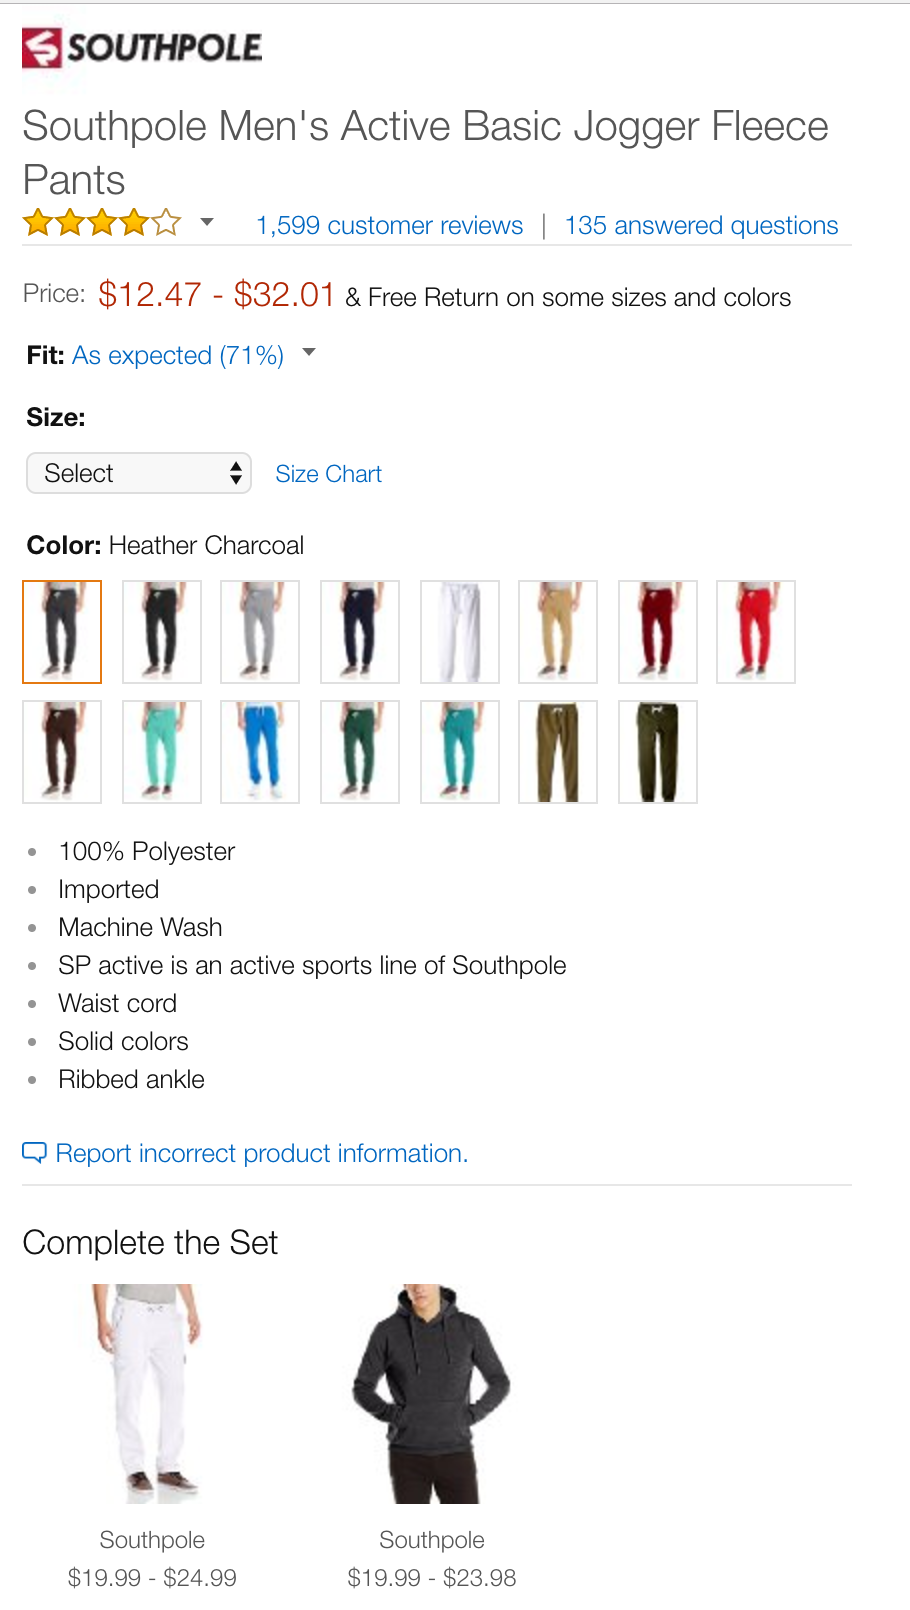 SOUTHPOLE
Southpole Men's Active Basic Jogger Fleece
Pants
1,599 customer reviews | 135 answered questions
Price: $12.47 - $32.01 & Free Return on some sizes and colors
Fit: As expected (71%)
Size:
Select Size Chart
Color: Heather Charcoal
100% Polyester
Imported
Machine Wash
SP active is an active sports line of Southpole
Waist cord
Solid colors
Ribbed ankle
Report incorrect product information.
Complete the Set
Southpole Southpole
$19.99 - $24.99 $19.99 - $23.98